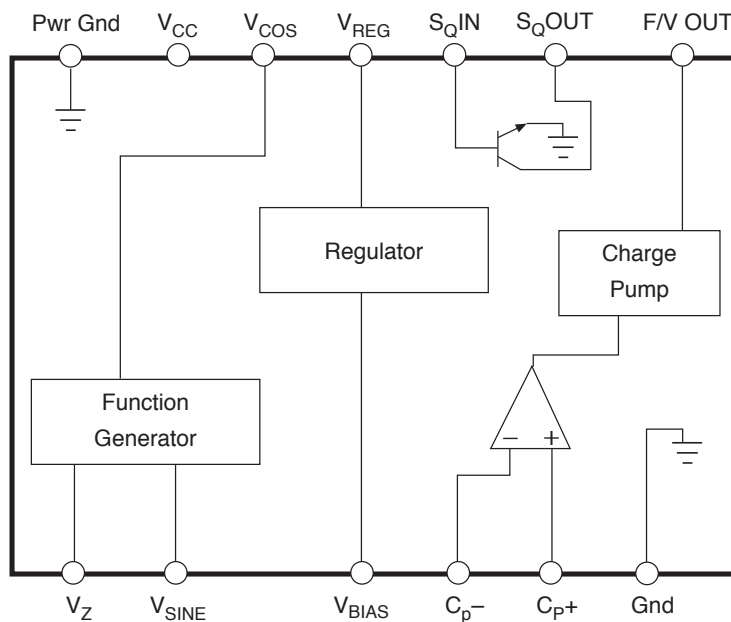 Pwr Gnd V_CC V_COS V_REG S_QIN S_QOUT F/V OUT
Regulator
Charge
Pump
Function
Generator
− +
V_Z V_SINE V_BIAS C_p− C_P+ Gnd